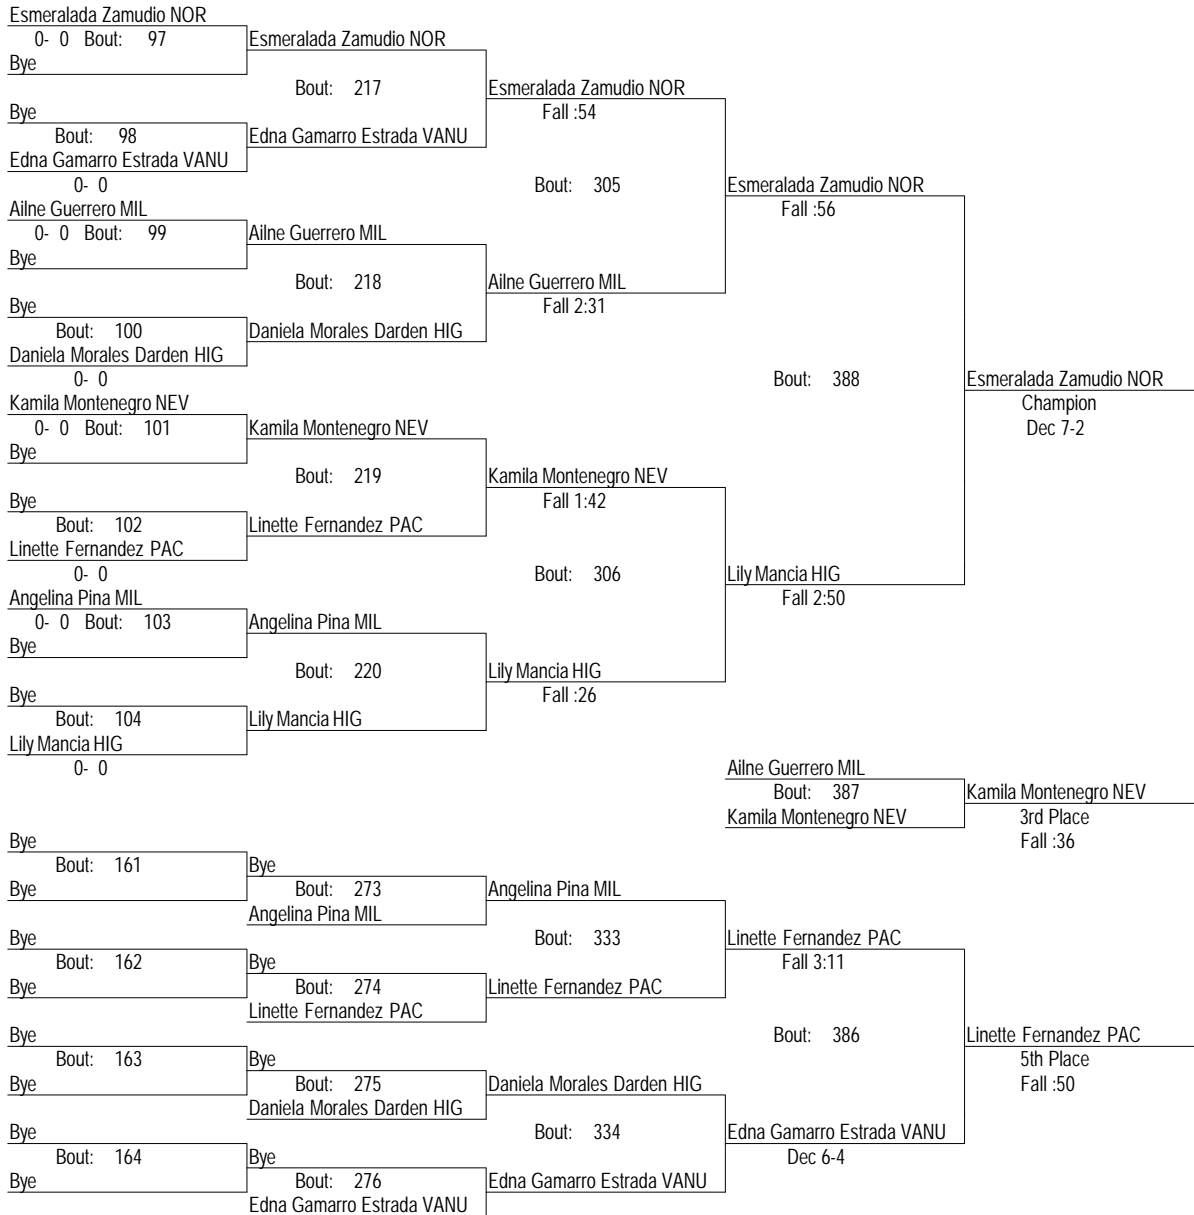 Esmeralada Zamudio NOR
0- 0 Bout: 97
Esmeralada Zamudio NOR
Bye
Bout: 217
Esmeralada Zamudio NOR
Bye
Fall :54
Bout: 98
Edna Gamarro Estrada VANU
Edna Gamarro Estrada VANU
0- 0
Bout: 305
Esmeralada Zamudio NOR
Ailne Guerrero MIL
Fall :56
0- 0 Bout: 99
Ailne Guerrero MIL
Bye
Bout: 218
Ailne Guerrero MIL
Bye
Fall 2:31
Bout: 100
Daniela Morales Darden HIG
Daniela Morales Darden HIG
0- 0
Bout: 388
Esmeralada Zamudio NOR
Kamila Montenegro NEV
Champion
0- 0 Bout: 101
Kamila Montenegro NEV
Dec 7-2
Bye
Bout: 219
Kamila Montenegro NEV
Bye
Fall 1:42
Bout: 102
Linette Fernandez PAC
Linette Fernandez PAC
0- 0
Bout: 306
Lily Mancia HIG
Angelina Pina MIL
Fall 2:50
0- 0 Bout: 103
Angelina Pina MIL
Bye
Bout: 220
Lily Mancia HIG
Bye
Fall :26
Bout: 104
Lily Mancia HIG
Lily Mancia HIG
0- 0
Ailne Guerrero MIL
Bout: 387
Kamila Montenegro NEV
Kamila Montenegro NEV
3rd Place
Fall :36
Bye
Bout: 161
Bye
Bye
Bout: 273
Angelina Pina MIL
Angelina Pina MIL
Bye
Bout: 333
Linette Fernandez PAC
Bout: 162
Bye
Fall 3:11
Bye
Bout: 274
Linette Fernandez PAC
Linette Fernandez PAC
Bye
Bout: 386
Linette Fernandez PAC
Bout: 163
Bye
5th Place
Bye
Bout: 275
Daniela Morales Darden HIG
Fall :50
Daniela Morales Darden HIG
Bye
Bout: 334
Edna Gamarro Estrada VANU
Bout: 164
Bye
Dec 6-4
Bye
Bout: 276
Edna Gamarro Estrada VANU
Edna Gamarro Estrada VANU